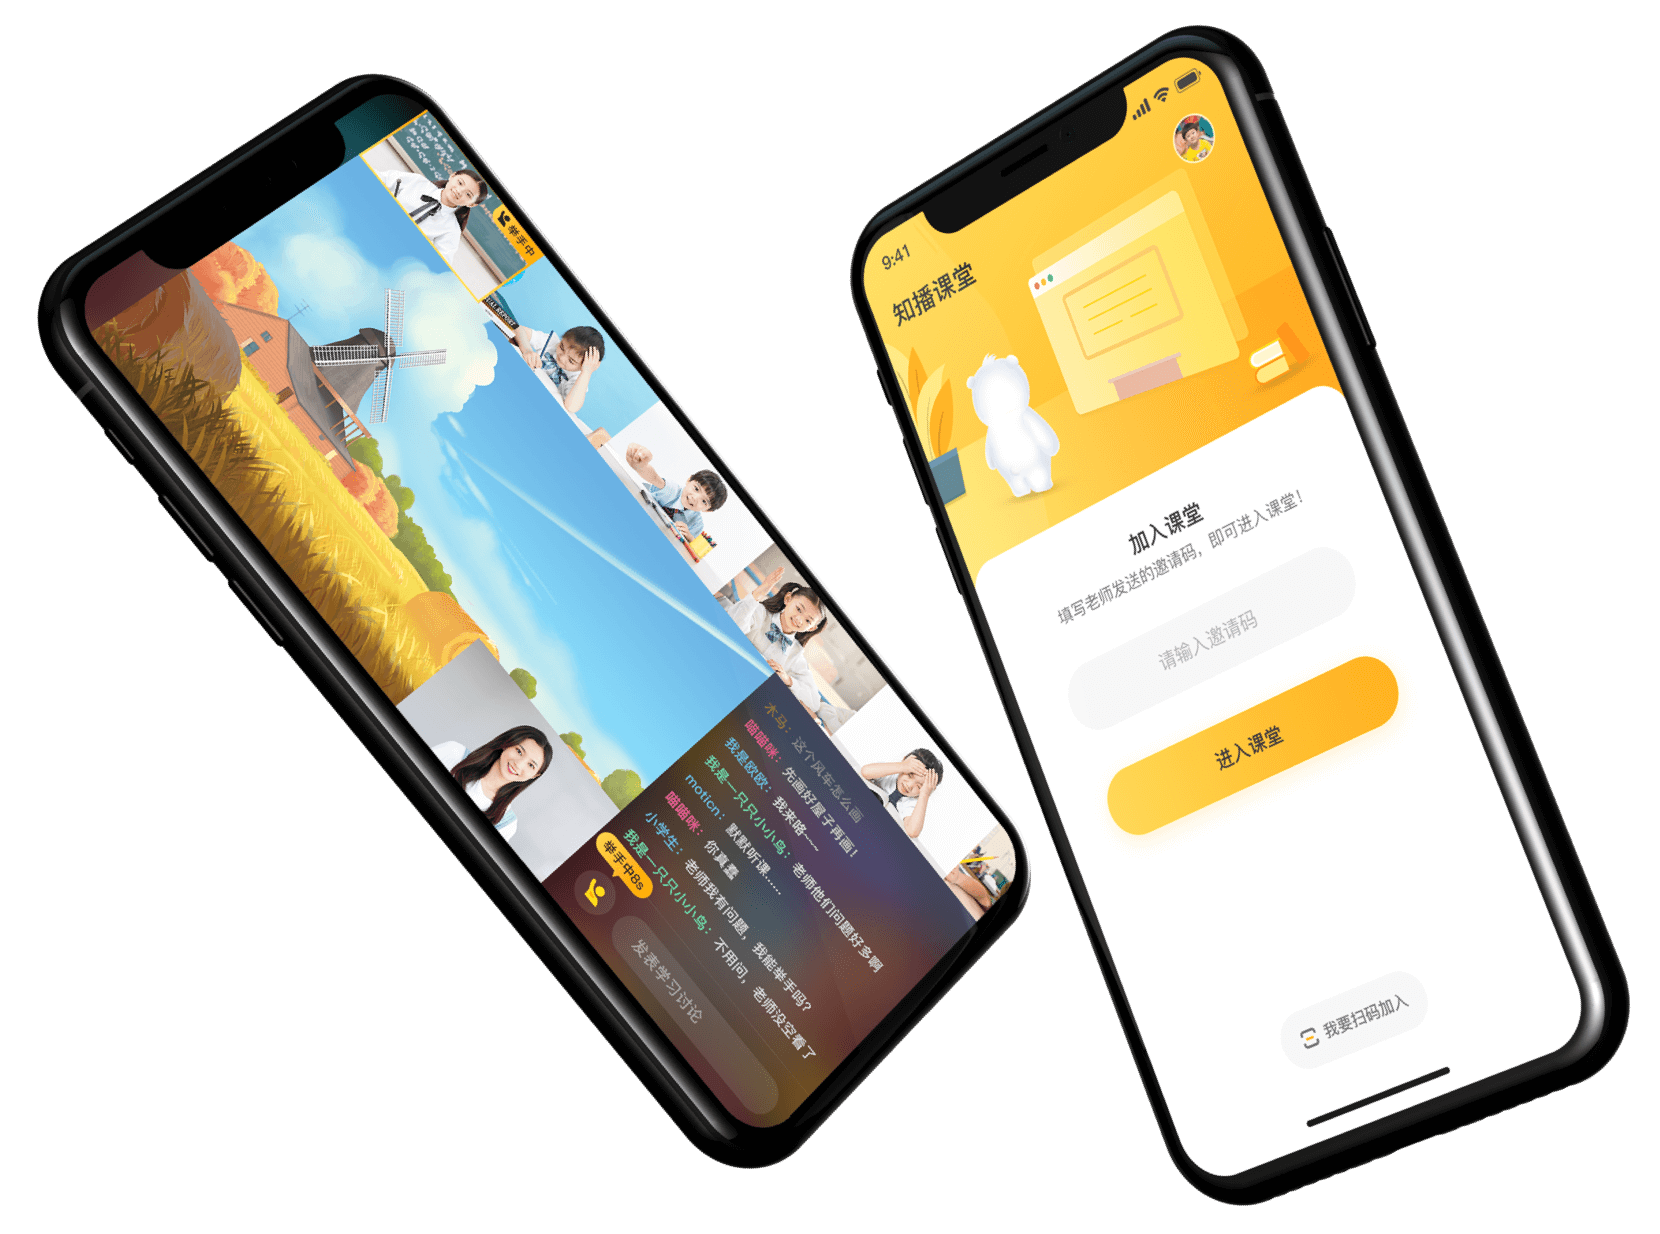 举手中
木马：这个风车怎么画
喵喵咪：先画好屋子再画！
我是欧欧：我来咯~~
我是一只只小小鸟：老师他们问题好多啊
moticn：默默听课……
喵喵咪：你真蠢
小学生：老师我有问题，我能举手吗？
我是一只只小小鸟：不用问，老师没空看了
举手中8s
发表学习讨论
9:41
知播课堂
加入课堂
填写老师发送的邀请码，即可进入课堂！
请输入邀请码
进入课堂
我要扫码加入